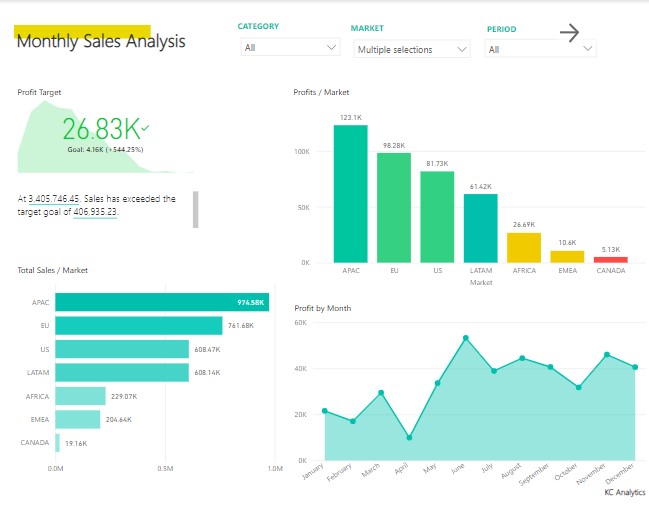 Monthly Sales Analysis
CATEGORY
All
MARKET
Multiple selections
PERIOD
All
Profit Target
26.83K
Goal: 4.16K (+544.25%)
At 3.405.746.45. Sales has exceeded the
target goal of 406,935.23.
Profits / Market
100K
50K
0K
123.1K
98.28K
81.73K
61.42K
26.69K
10.6K
5.13K
APAC
EU
US
LATAM
AFRICA
EMEA
CANADA
Market
Total Sales / Market
APAC
974.58K
EU
761.68K
US
608.47K
LATAM
608.14K
AFRICA
229.07K
EMEA
204.64K
CANADA
19.16K
0.0M
0.5M
1.0M
Profit by Month
60K
40K
20K
0K
January
February
March
April
May
June
July
August
September
October
November
December
KC Analytics